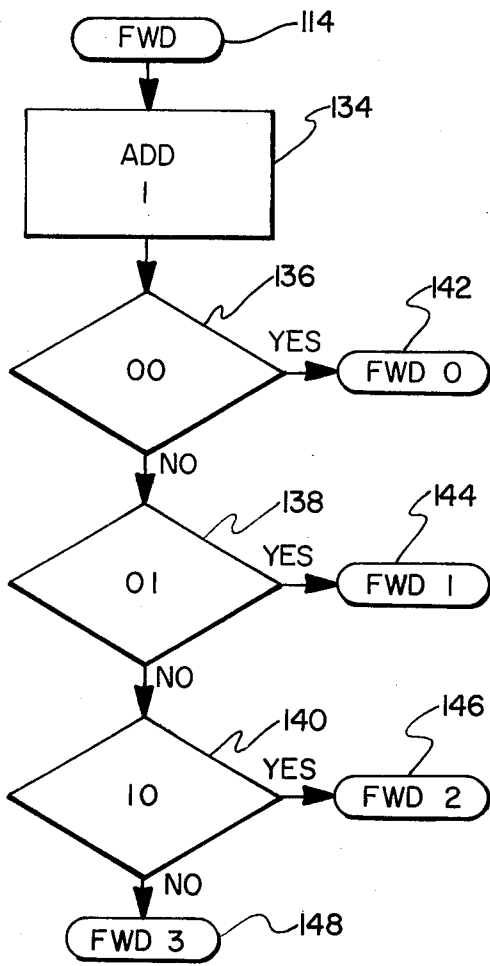 FWD
114
134
ADD
1
136
00
YES
142
FWD 0
NO
138
01
YES
144
FWD 1
NO
140
10
YES
146
FWD 2
NO
FWD 3
148